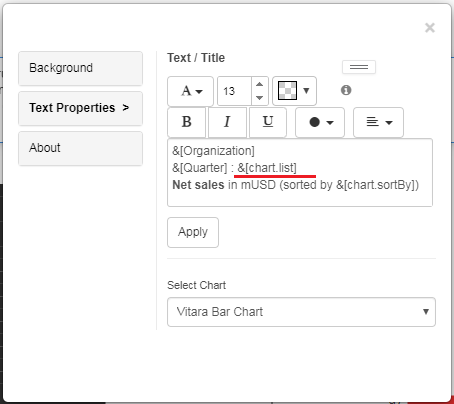 ×
Background
Text Properties >
About
Text / Title
A
13
B I U
&[Organization]
&[Quarter] : &[chart.list]
Net sales in mUSD (sorted by &[chart.sortBy])
Apply
Select Chart
Vitara Bar Chart